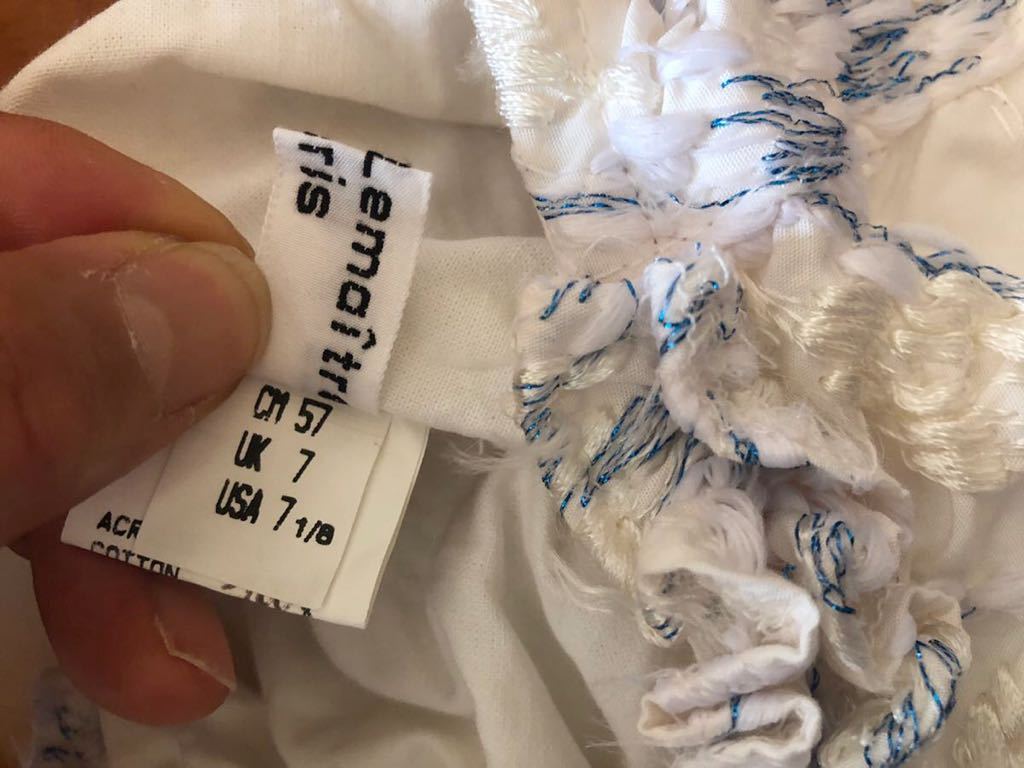 Lemaîtr
ris
CM 57
UK 7
USA 7 1/8
ACR
COTTON